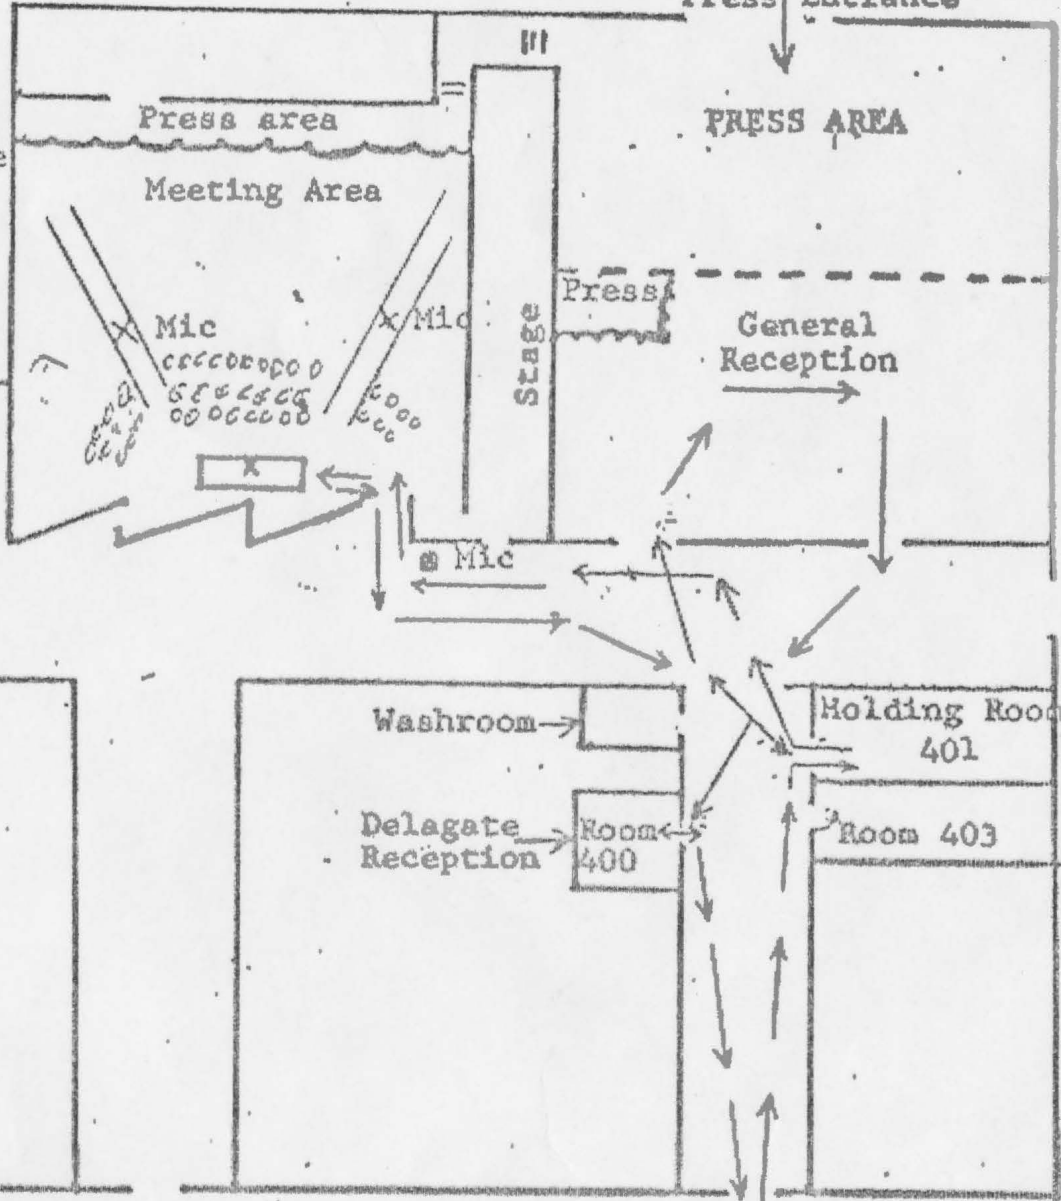 Press Entrance
Press area
PRESS AREA
Meeting Area
Press
Mic
Mic
General
Reception
Stage
Mic
Washroom
Holding Room
401
Delagate
Reception
Room
400
Room 403